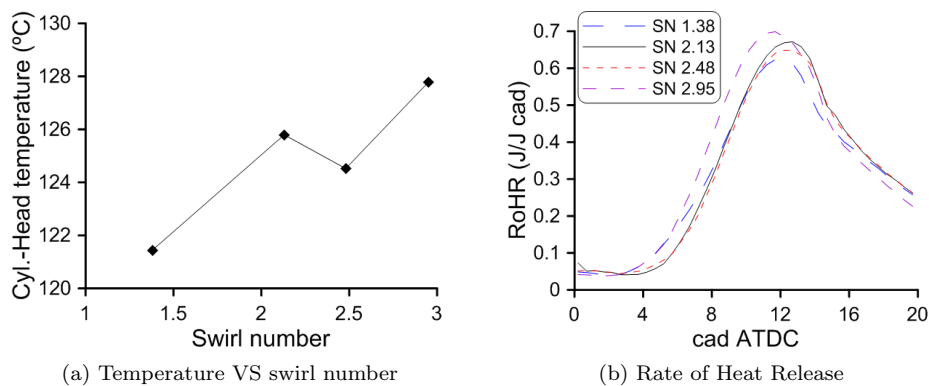 130
128
126
124
121
120
Cyl.-Head temperature (ºC)
1
1.5
2
2.5
3
Swirl number
(a) Temperature VS swirl number
SN 1.38
SN 2.13
SN 2.48
SN 2.95
0.7
0.6
0.5
0.4
0.3
0.2
0.1
0
RoHR (J/J cad)
0
4
8
12
16
20
cad ATDC
(b) Rate of Heat Release